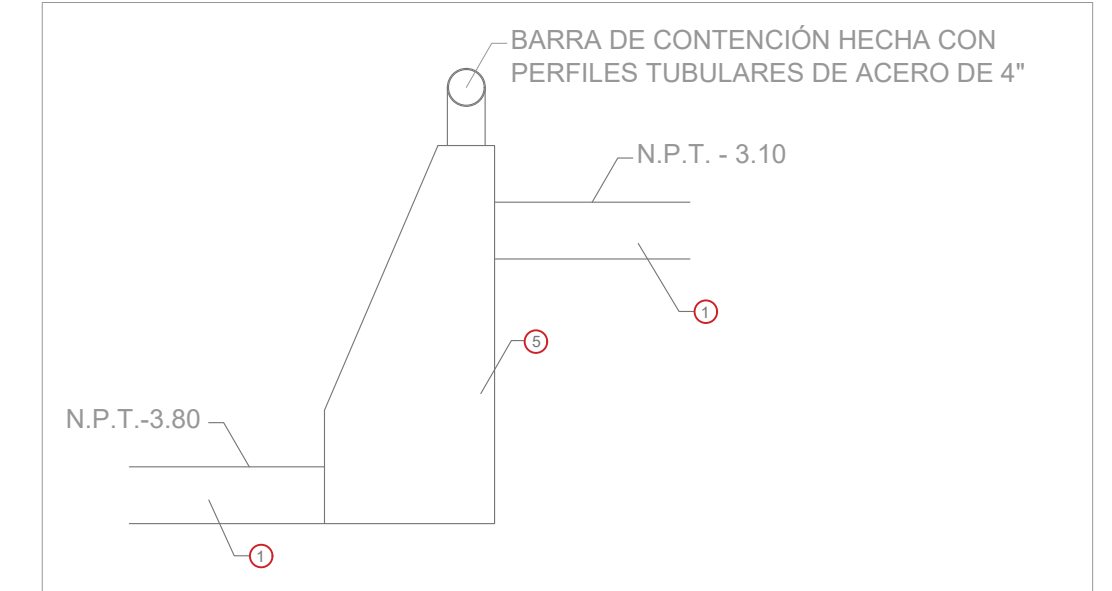 BARRA DE CONTENCIÓN HECHA CON
PERFILES TUBULARES DE ACERO DE 4"
N.P.T. - 3.10
1
5
N.P.T.-3.80
1